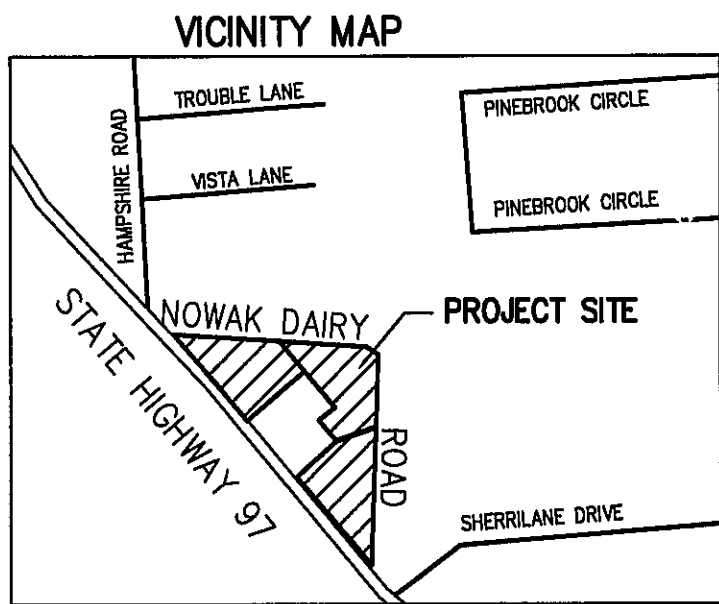 VICINITY MAP
TROUBLE LANE
PINEBROOK CIRCLE
HAMPSHIRE ROAD
VISTA LANE
PINEBROOK CIRCLE
NOWAK DAIRY
PROJECT SITE
STATE HIGHWAY 97
ROAD
SHERRILANE DRIVE